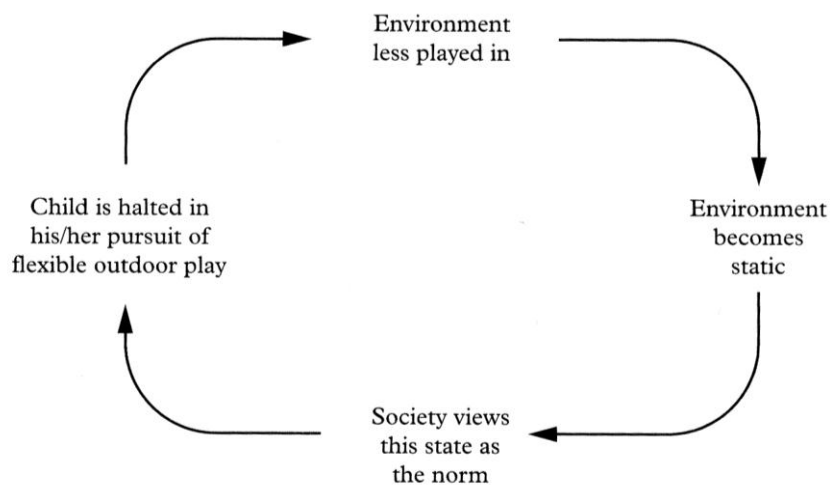 Environment
less played in
Environment
becomes
static
Society views
this state as
the norm
Child is halted in
his/her pursuit of
flexible outdoor play